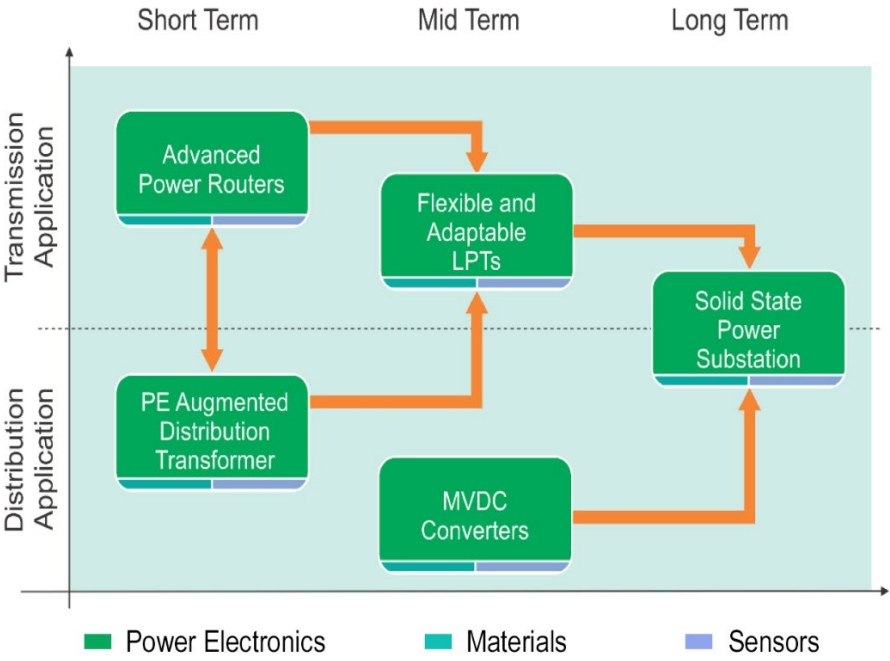 Short Term
Mid Term
Long Term
Transmission
Application
Advanced
Power Routers
Flexible and
Adaptable
LPTs
Solid State
Power
Substation
Distribution
Application
PE Augmented
Distribution
Transformer
MVDC
Converters
Power Electronics
Materials
Sensors